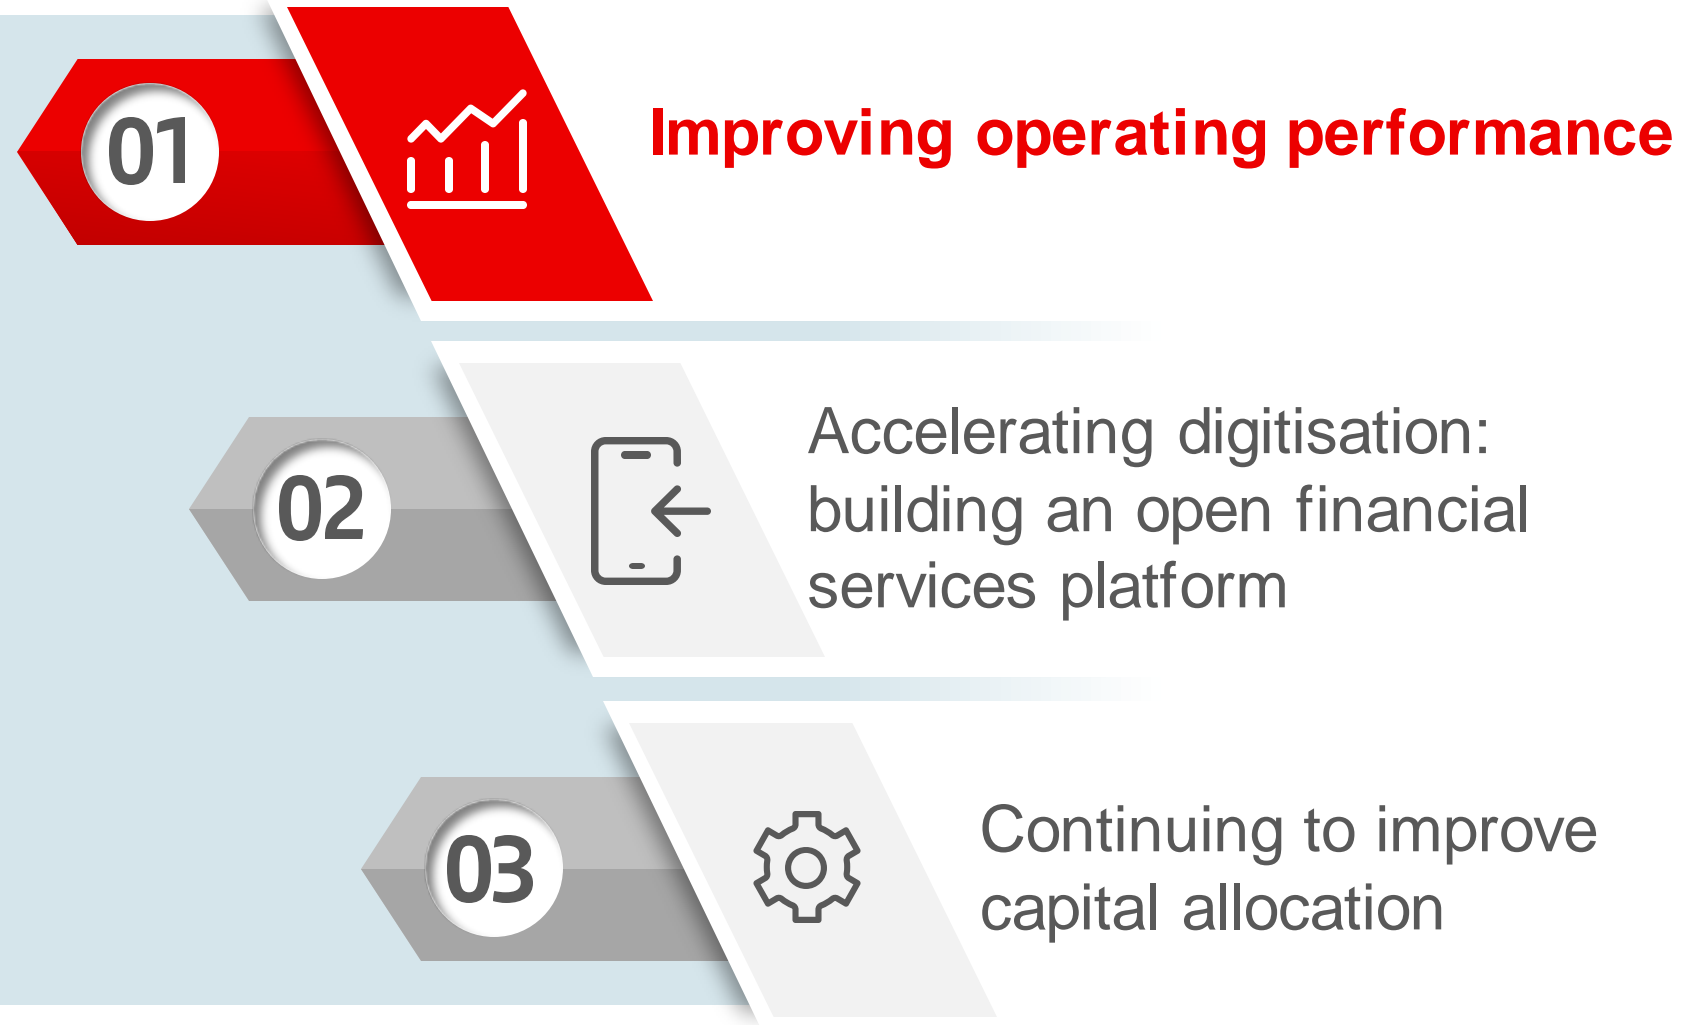 01
Improving operating performance
02
Accelerating digitisation:
building an open financial
services platform
03
Continuing to improve
capital allocation